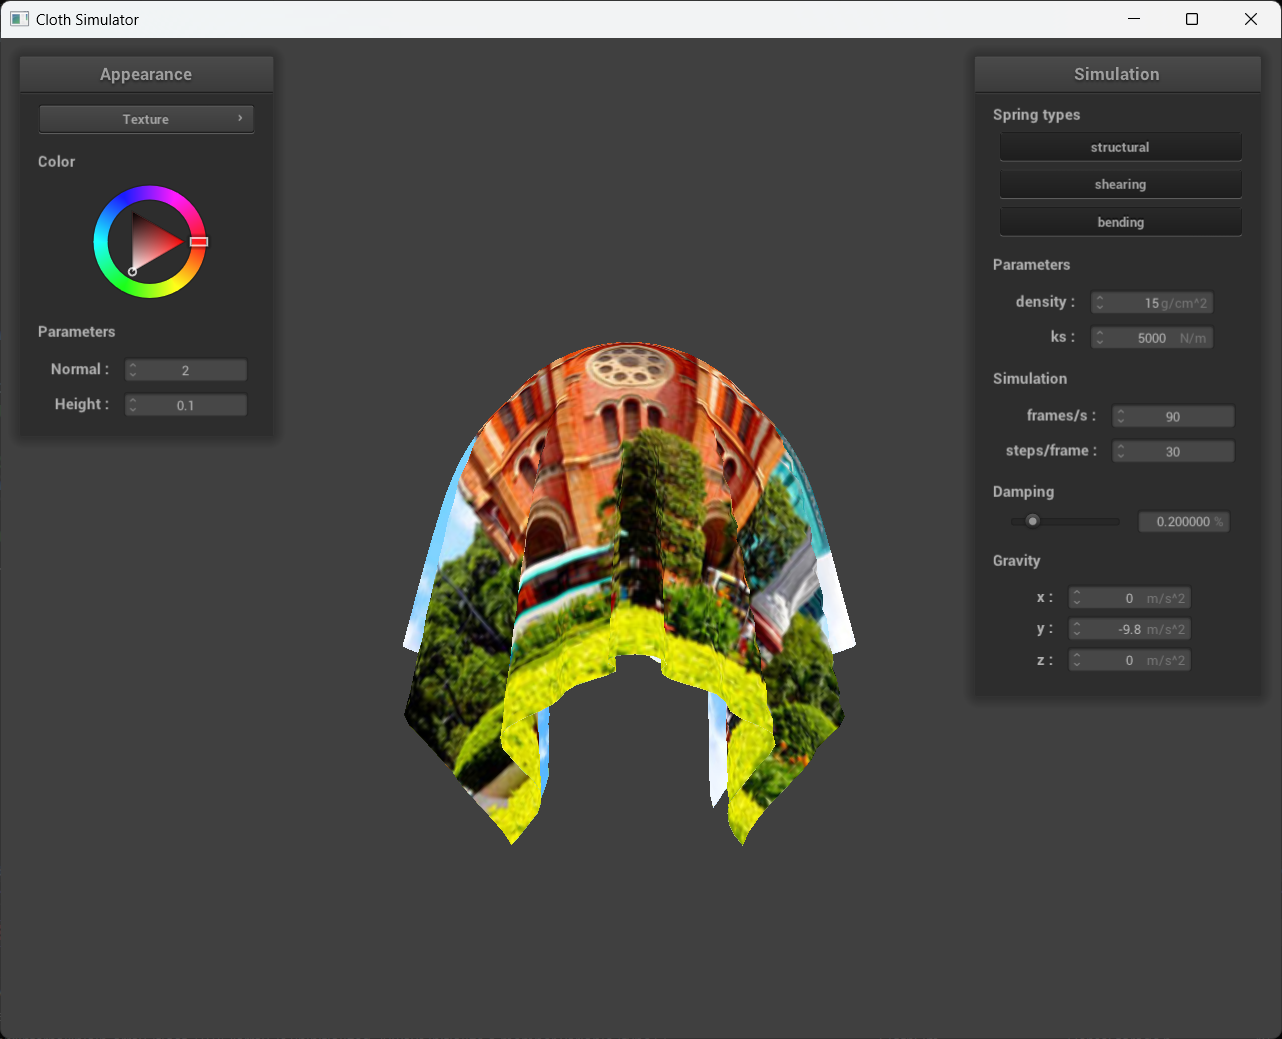 Cloth Simulator
Appearance
Texture
Color
Parameters
Normal : 2
Height : 0.1
Simulation
Spring types
structural
shearing
bending
Parameters
density : 15 g/cm^2
ks : 5000 N/m
Simulation
frames/s : 90
steps/frame : 30
Damping
0.200000 %
Gravity
x : 0 m/s^2
y : -9.8 m/s^2
z : 0 m/s^2